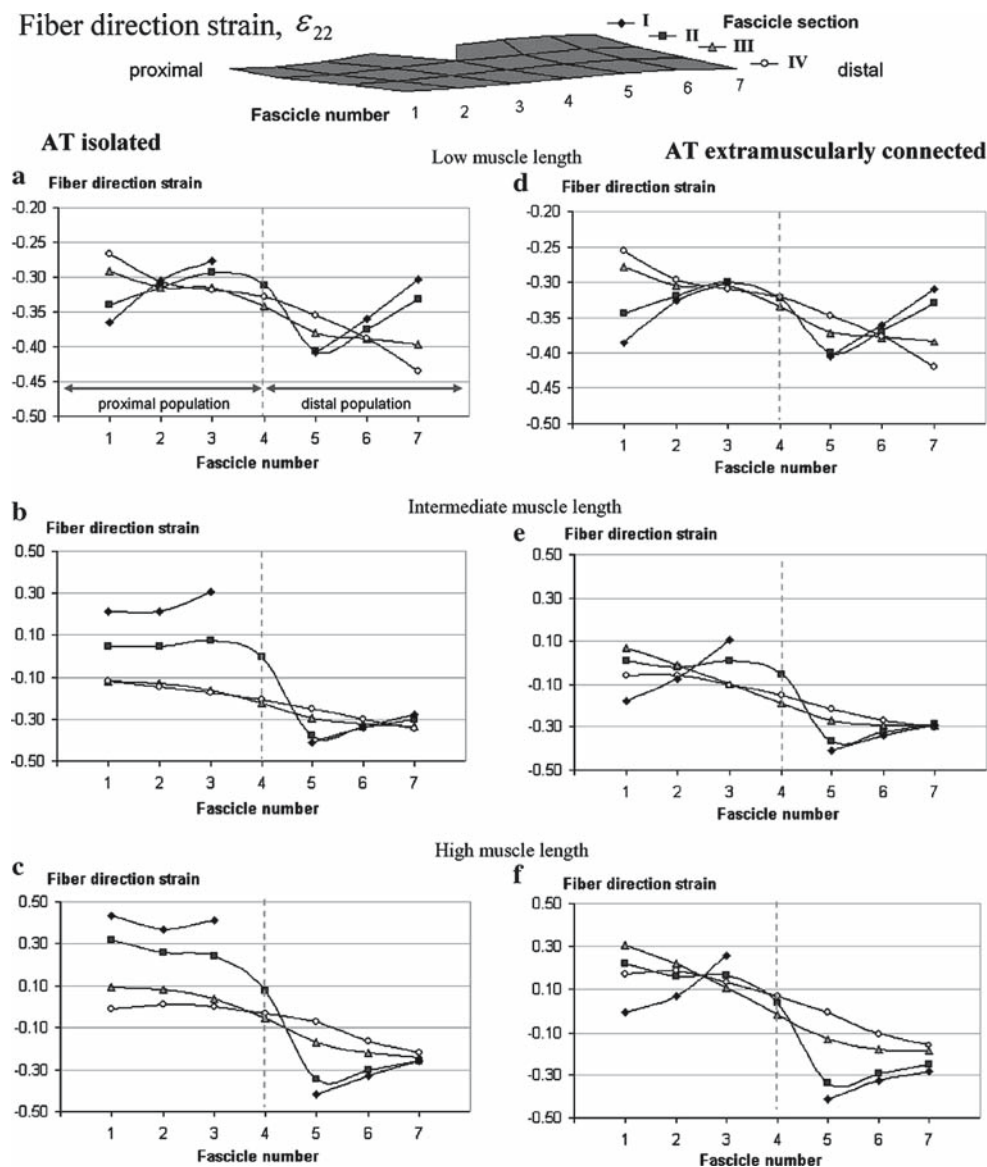 Fiber direction strain, ε22
I
Fascicle section
II
III
IV
proximal
distal
Fascicle number 1 2 3 4 5 6 7
AT isolated
Low muscle length
AT extramuscularly connected
a
Fiber direction strain
-0.20
-0.25
-0.30
-0.35
-0.40
-0.45
-0.50
proximal population
distal population
1 2 3 4 5 6 7
Fascicle number
d
Fiber direction strain
-0.20
-0.25
-0.30
-0.35
-0.40
-0.45
-0.50
1 2 3 4 5 6 7
Fascicle number
Intermediate muscle length
b
Fiber direction strain
0.50
0.30
0.10
-0.10
-0.30
-0.50
1 2 3 4 5 6 7
Fascicle number
e
Fiber direction strain
0.50
0.30
0.10
-0.10
-0.30
-0.50
1 2 3 4 5 6 7
Fascicle number
High muscle length
c
Fiber direction strain
0.50
0.30
0.10
-0.10
-0.30
-0.50
1 2 3 4 5 6 7
Fascicle number
f
Fiber direction strain
0.50
0.30
0.10
-0.10
-0.30
-0.50
1 2 3 4 5 6 7
Fascicle number